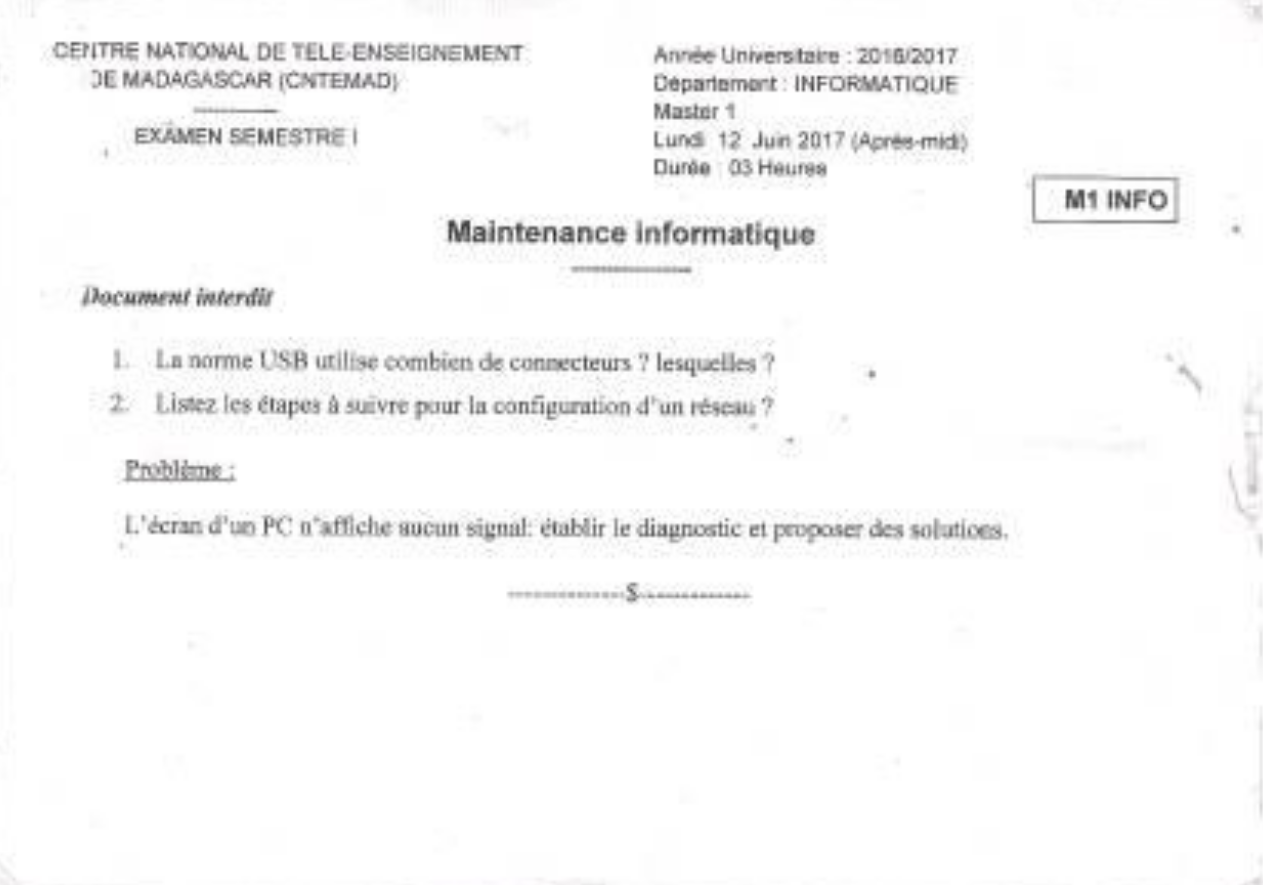 CENTRE NATIONAL DE TELE-ENSEIGNEMENT
DE MADAGASCAR (CNTEMAD)
EXAMEN SEMESTRE I
Année Universitaire : 2016/2017
Département : INFORMATIQUE
Master 1
Lundi 12 Juin 2017 (Après-midi)
Durée : 03 Heures
M1 INFO
Maintenance informatique
Document interdit
1. La norme USB utilise combien de connecteurs ? lesquelles ?
2. Listez les étapes à suivre pour la configuration d'un réseau ?
Problème :
L'écran d'un PC n'affiche aucun signal: établir le diagnostic et proposer des solutions.
-------------$-------------